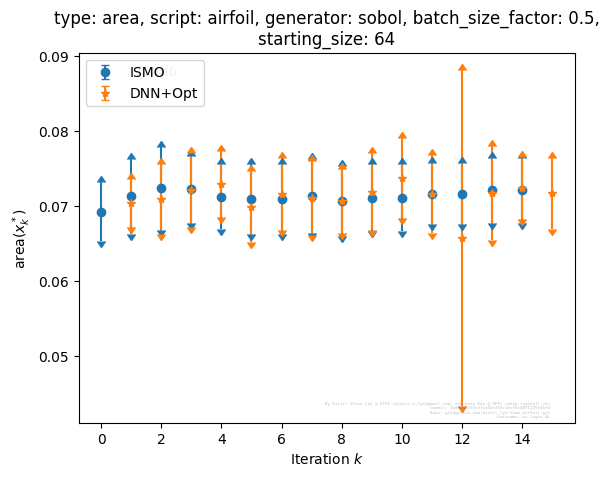 type: area, script: airfoil, generator: sobol, batch_size_factor: 0.5,
starting_size: 64
ISMO
DNN+Opt
0.09
0.08
0.07
0.06
0.05
area(x*k)
0 2 4 6 8 10 12 14
Iteration k